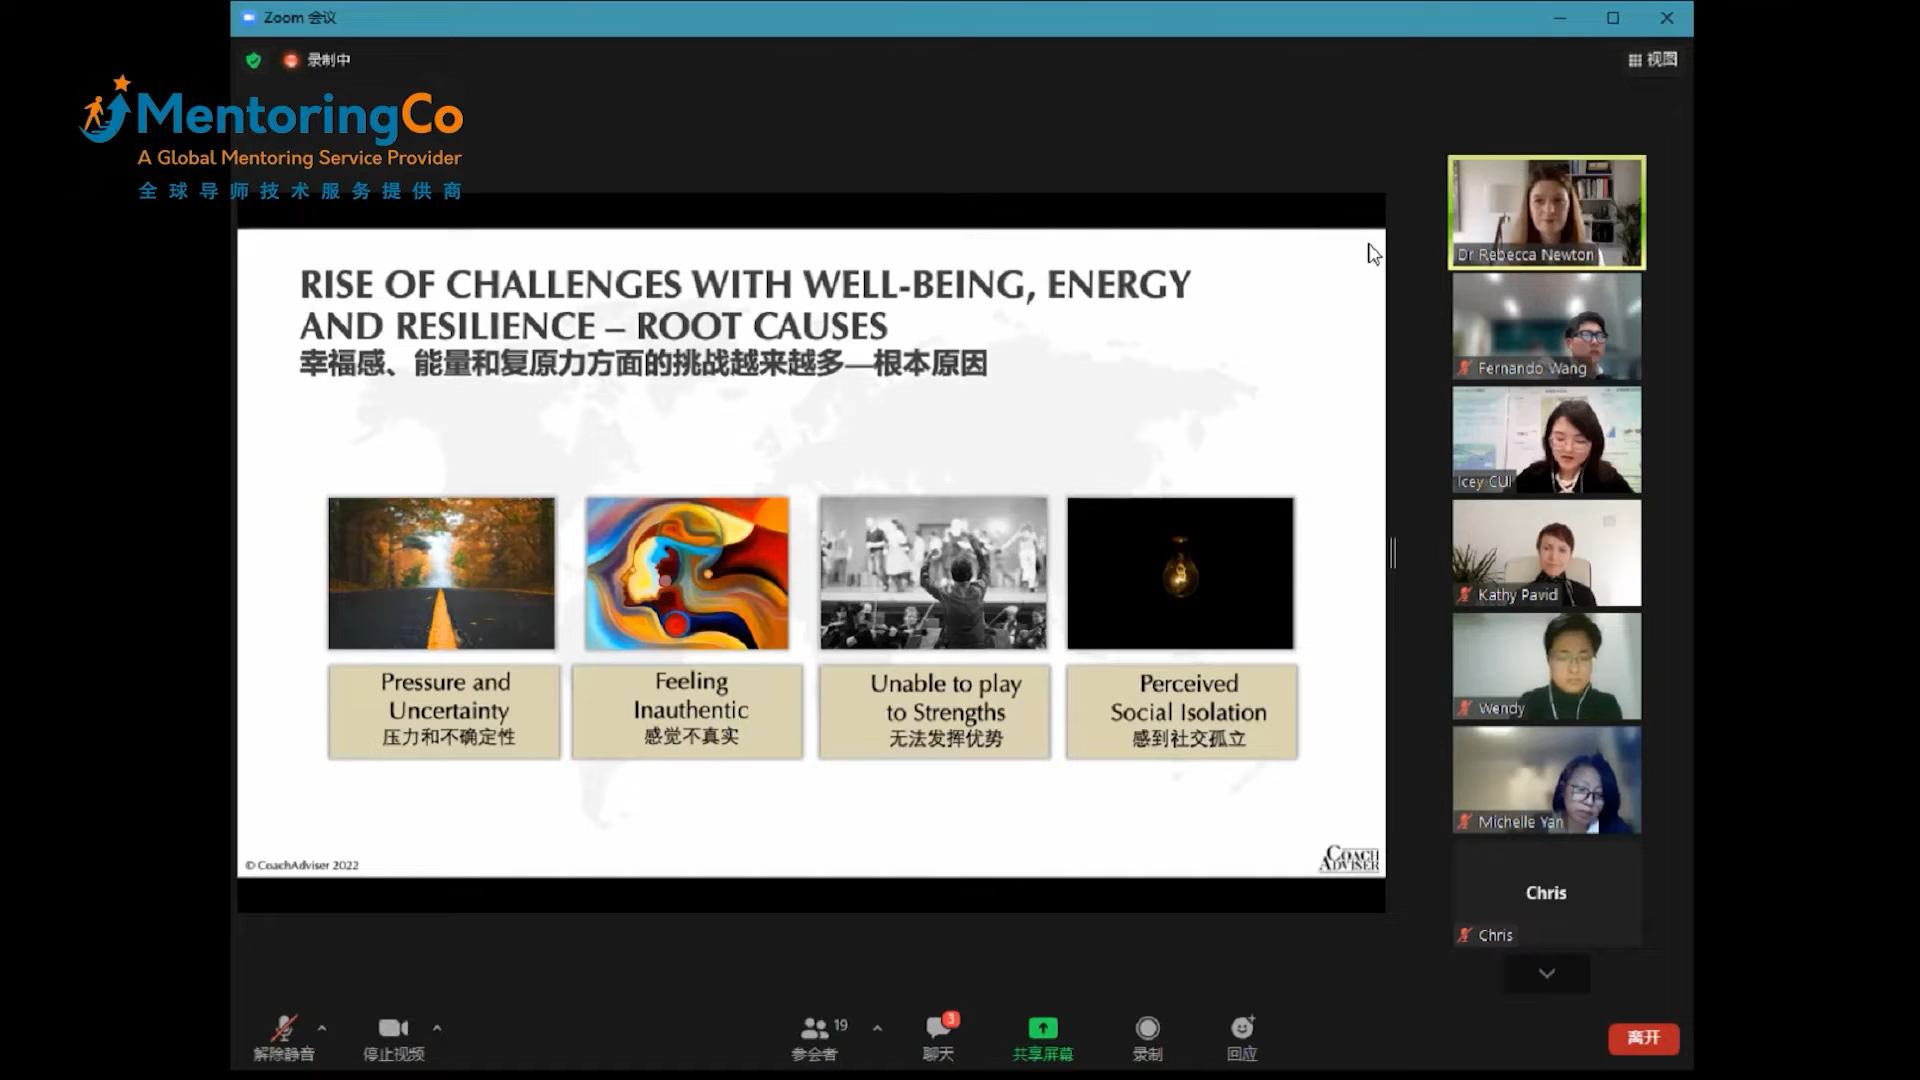 Zoom 会议
录制中
视图
MentoringCo
A Global Mentoring Service Provider
全球导师技术服务提供商
RISE OF CHALLENGES WITH WELL-BEING, ENERGY
AND RESILIENCE – ROOT CAUSES
幸福感、能量和复原力方面的挑战越来越多—根本原因
Pressure and
Uncertainty
压力和不确定性
Feeling
Inauthentic
感觉不真实
Unable to play
to Strengths
无法发挥优势
Perceived
Social Isolation
感到社交孤立
© CoachAdviser 2022
COACH
ADVISER
Dr Rebecca Newton
Fernando Wang
Icey CUI
Kathy Pavid
Wendy
Michelle Yan
Chris
Chris
解除静音
停止视频
19
参会者
3
聊天
共享屏幕
录制
回应
离开